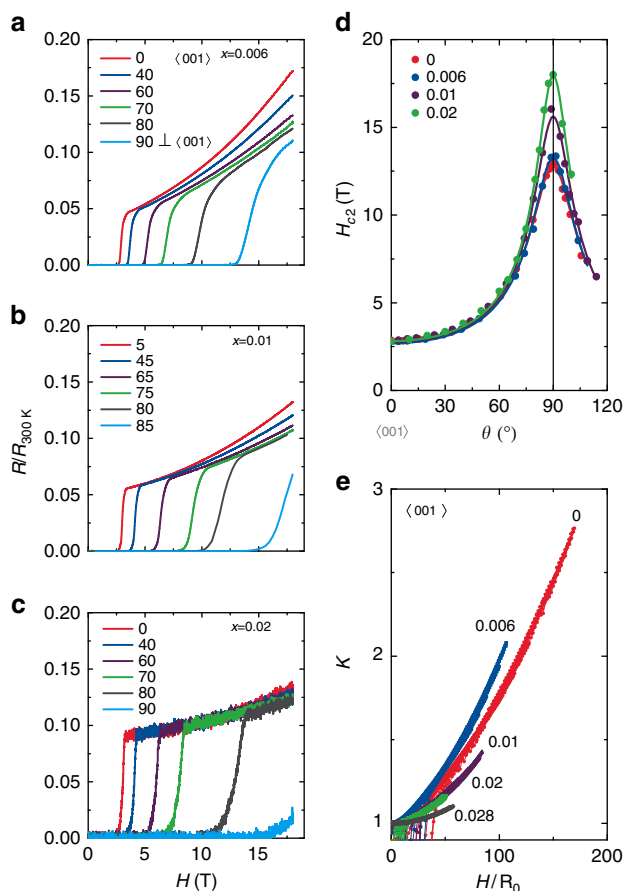 a
0.20
0.15
0.10
0.05
0.00
0
40
60
70
80
90 ⊥ ⟨001⟩
⟨001⟩
x=0.006
b
0.20
0.15
0.10
0.05
0.00
5
45
65
75
80
85
x=0.01
R/R300 K
c
0.20
0.15
0.10
0.05
0.00
0
40
60
70
80
90
x=0.02
0 5 10 15
H (T)
d
20
15
10
5
0
0
0.006
0.01
0.02
Hc2 (T)
0 30 60 90 120
⟨001⟩
θ (°)
e
3
2
1
⟨001⟩
0
0.006
0.01
0.02
0.028
K
0 50 100 150 200
H/R0